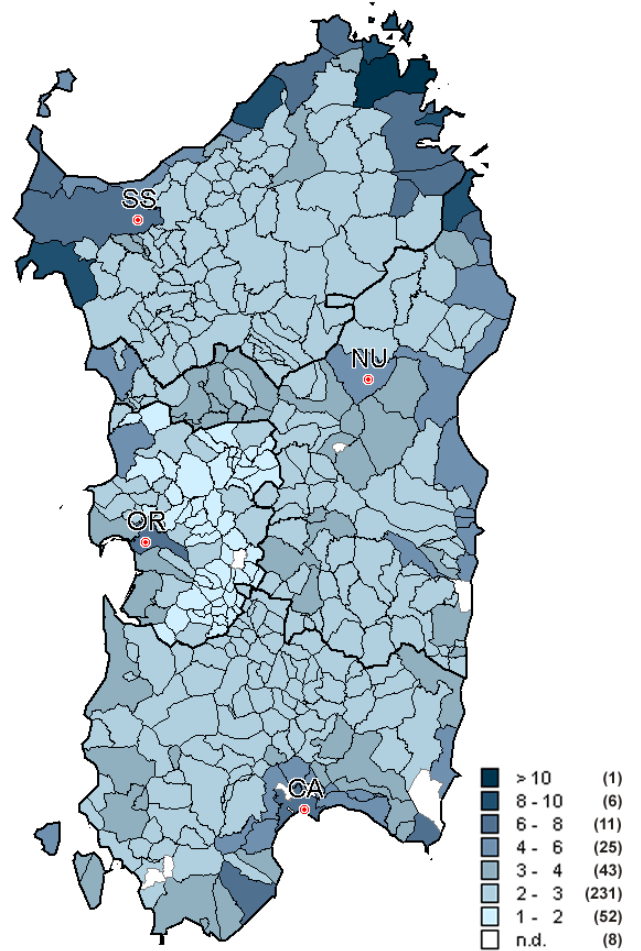 SS
NU
OR
CA
> 10 (1)
8 - 10 (6)
6 - 8 (11)
4 - 6 (25)
3 - 4 (43)
2 - 3 (231)
1 - 2 (52)
n.d. (8)